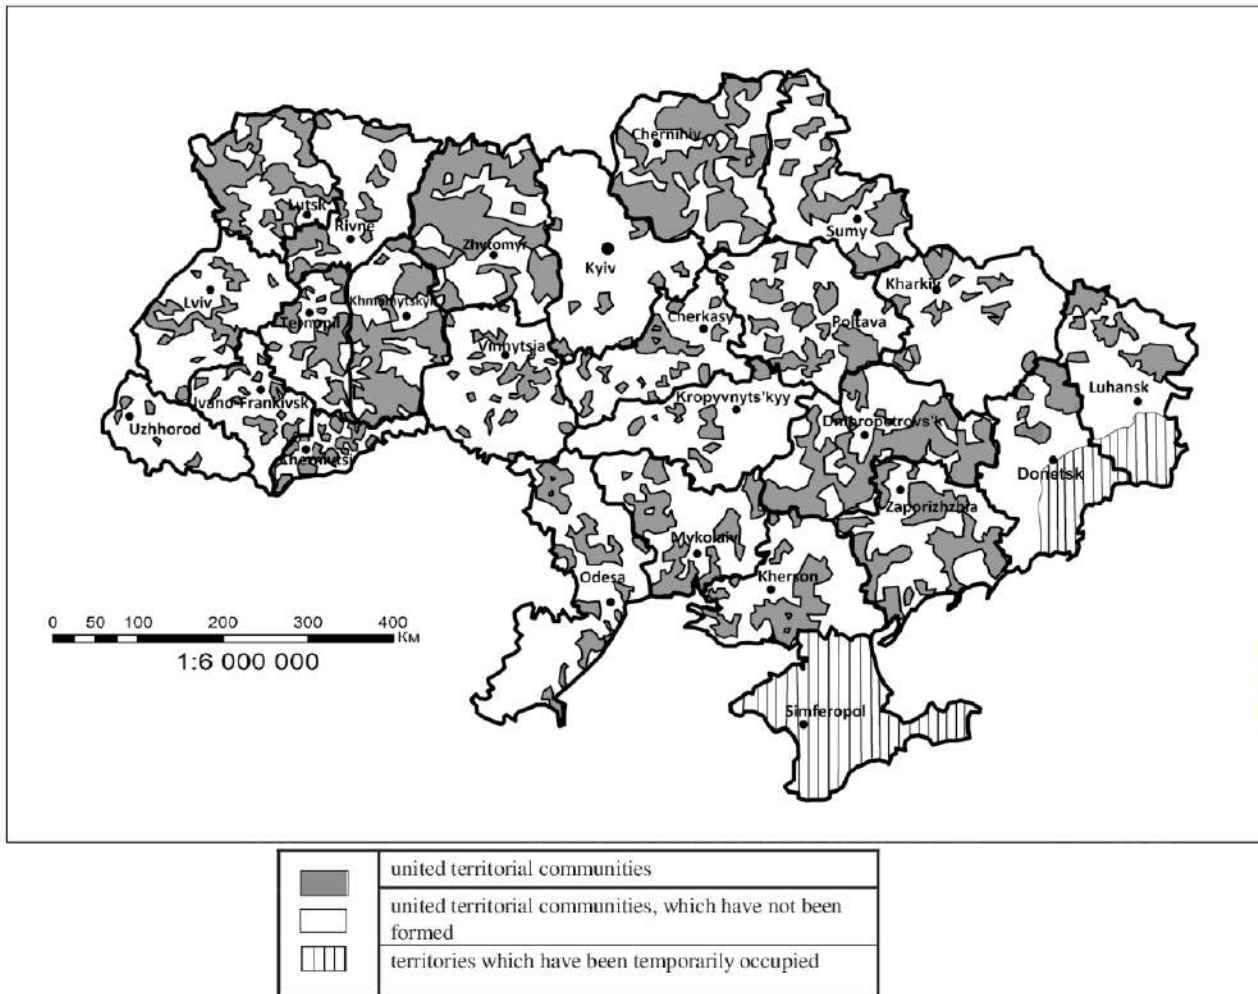 Chernihiv
Lutsk
Rivne
Sumy
Zhytomyr
Kyiv
Kharkiv
Lviv
Khmelnytskyi
Ternopil
Cherkasy
Poltava
Vinnytsia
Luhansk
Ivano-Frankivsk
Kropyvnyts'kyy
Uzhhorod
Dnipropetrovs'k
Chernivtsi
Donetsk
Zaporizhzhia
Mykolaiv
Odesa
Kherson
0 50 100 200 300 400
Км
1:6 000 000
Simferopol
united territorial communities
united territorial communities, which have not been
formed
territories which have been temporarily occupied